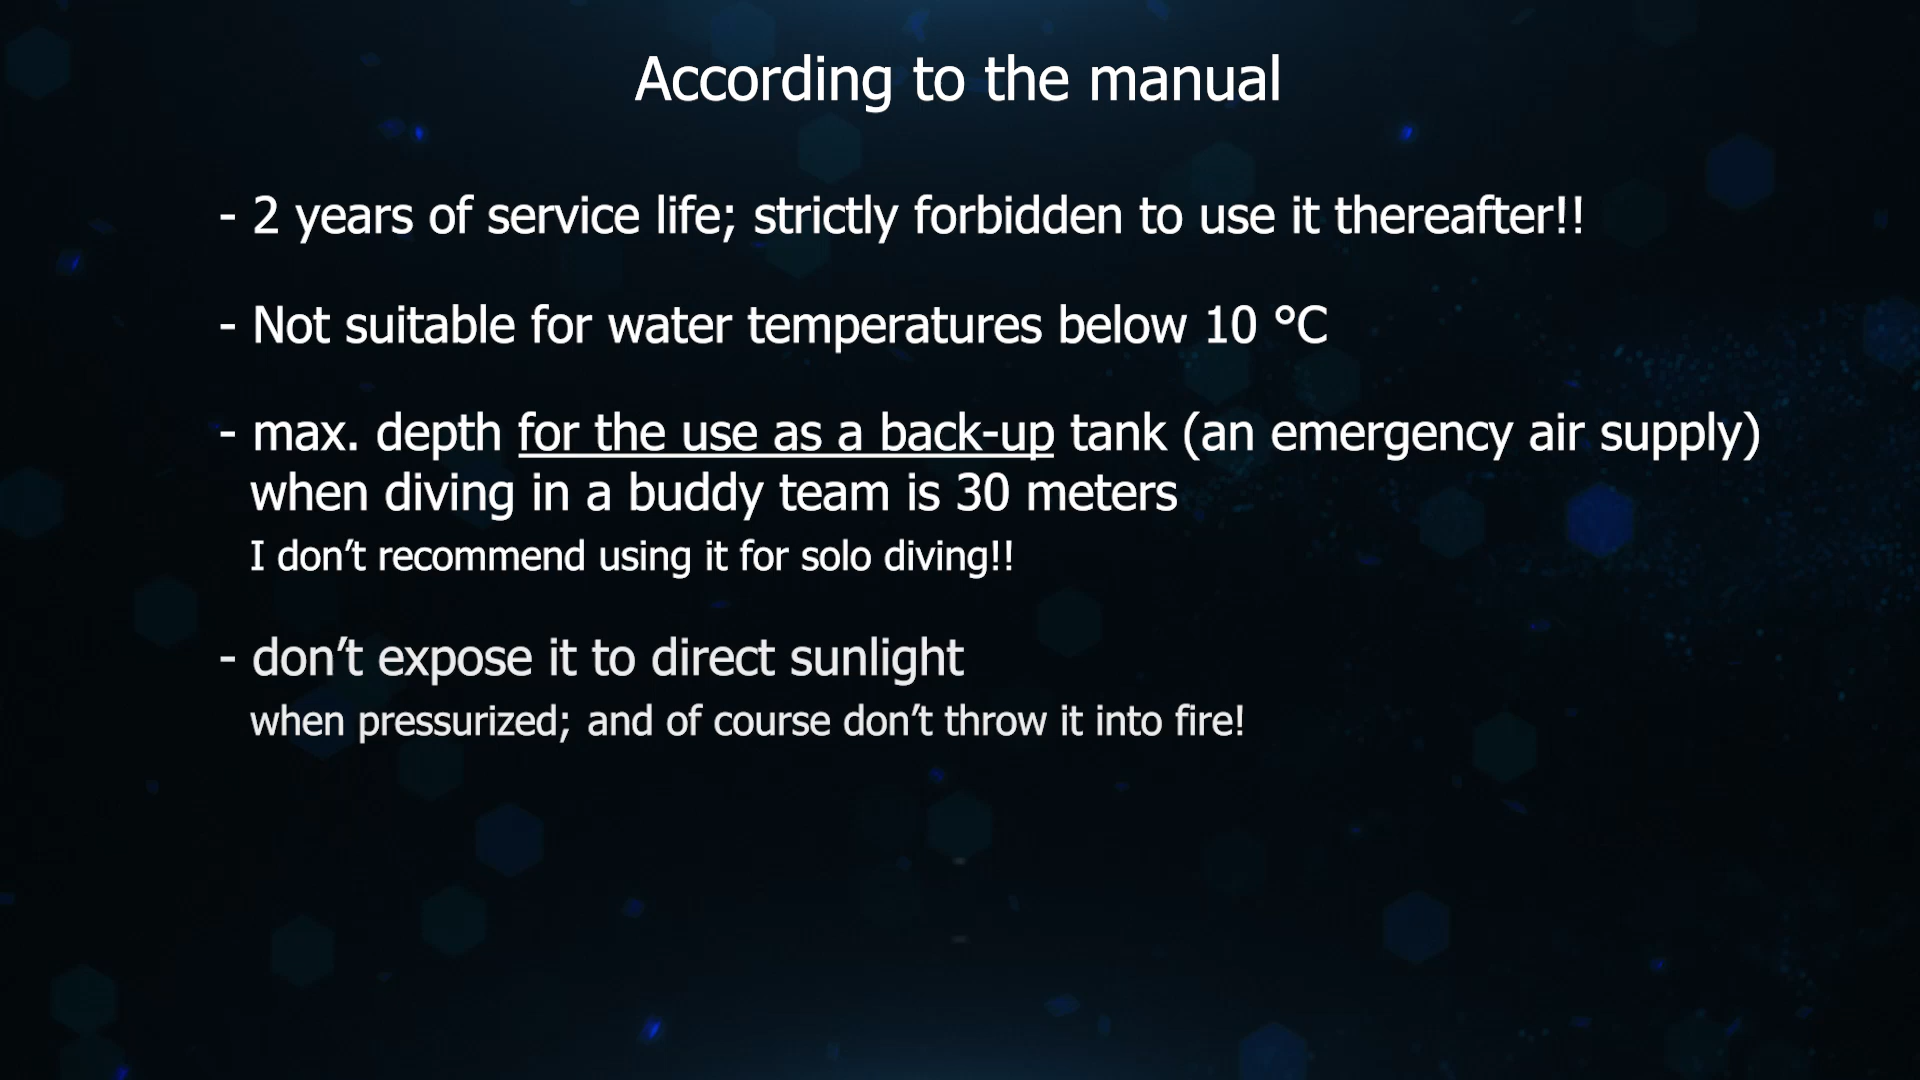 According to the manual
- 2 years of service life; strictly forbidden to use it thereafter!!
- Not suitable for water temperatures below 10 °C
- max. depth for the use as a back-up tank (an emergency air supply)
when diving in a buddy team is 30 meters
I don’t recommend using it for solo diving!!
- don’t expose it to direct sunlight
when pressurized; and of course don’t throw it into fire!